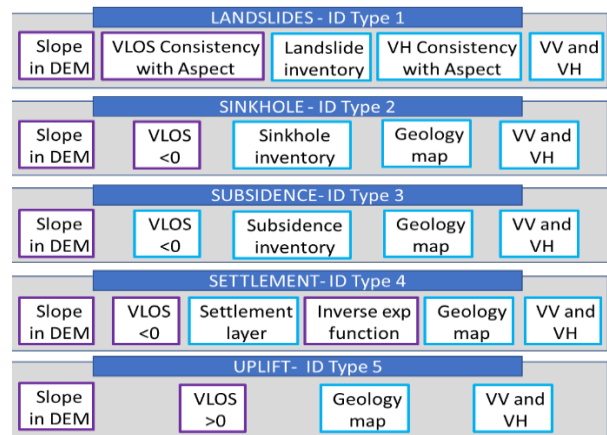 LANDSLIDES - ID Type 1
Slope in DEM
VLOS Consistency with Aspect
Landslide inventory
VH Consistency with Aspect
VV and VH
SINKHOLE - ID Type 2
Slope in DEM
VLOS <0
Sinkhole inventory
Geology map
VV and VH
SUBSIDENCE- ID Type 3
Slope in DEM
VLOS <0
Subsidence inventory
Geology map
VV and VH
SETTLEMENT- ID Type 4
Slope in DEM
VLOS <0
Settlement layer
Inverse exp function
Geology map
VV and VH
UPLIFT- ID Type 5
Slope in DEM
VLOS >0
Geology map
VV and VH